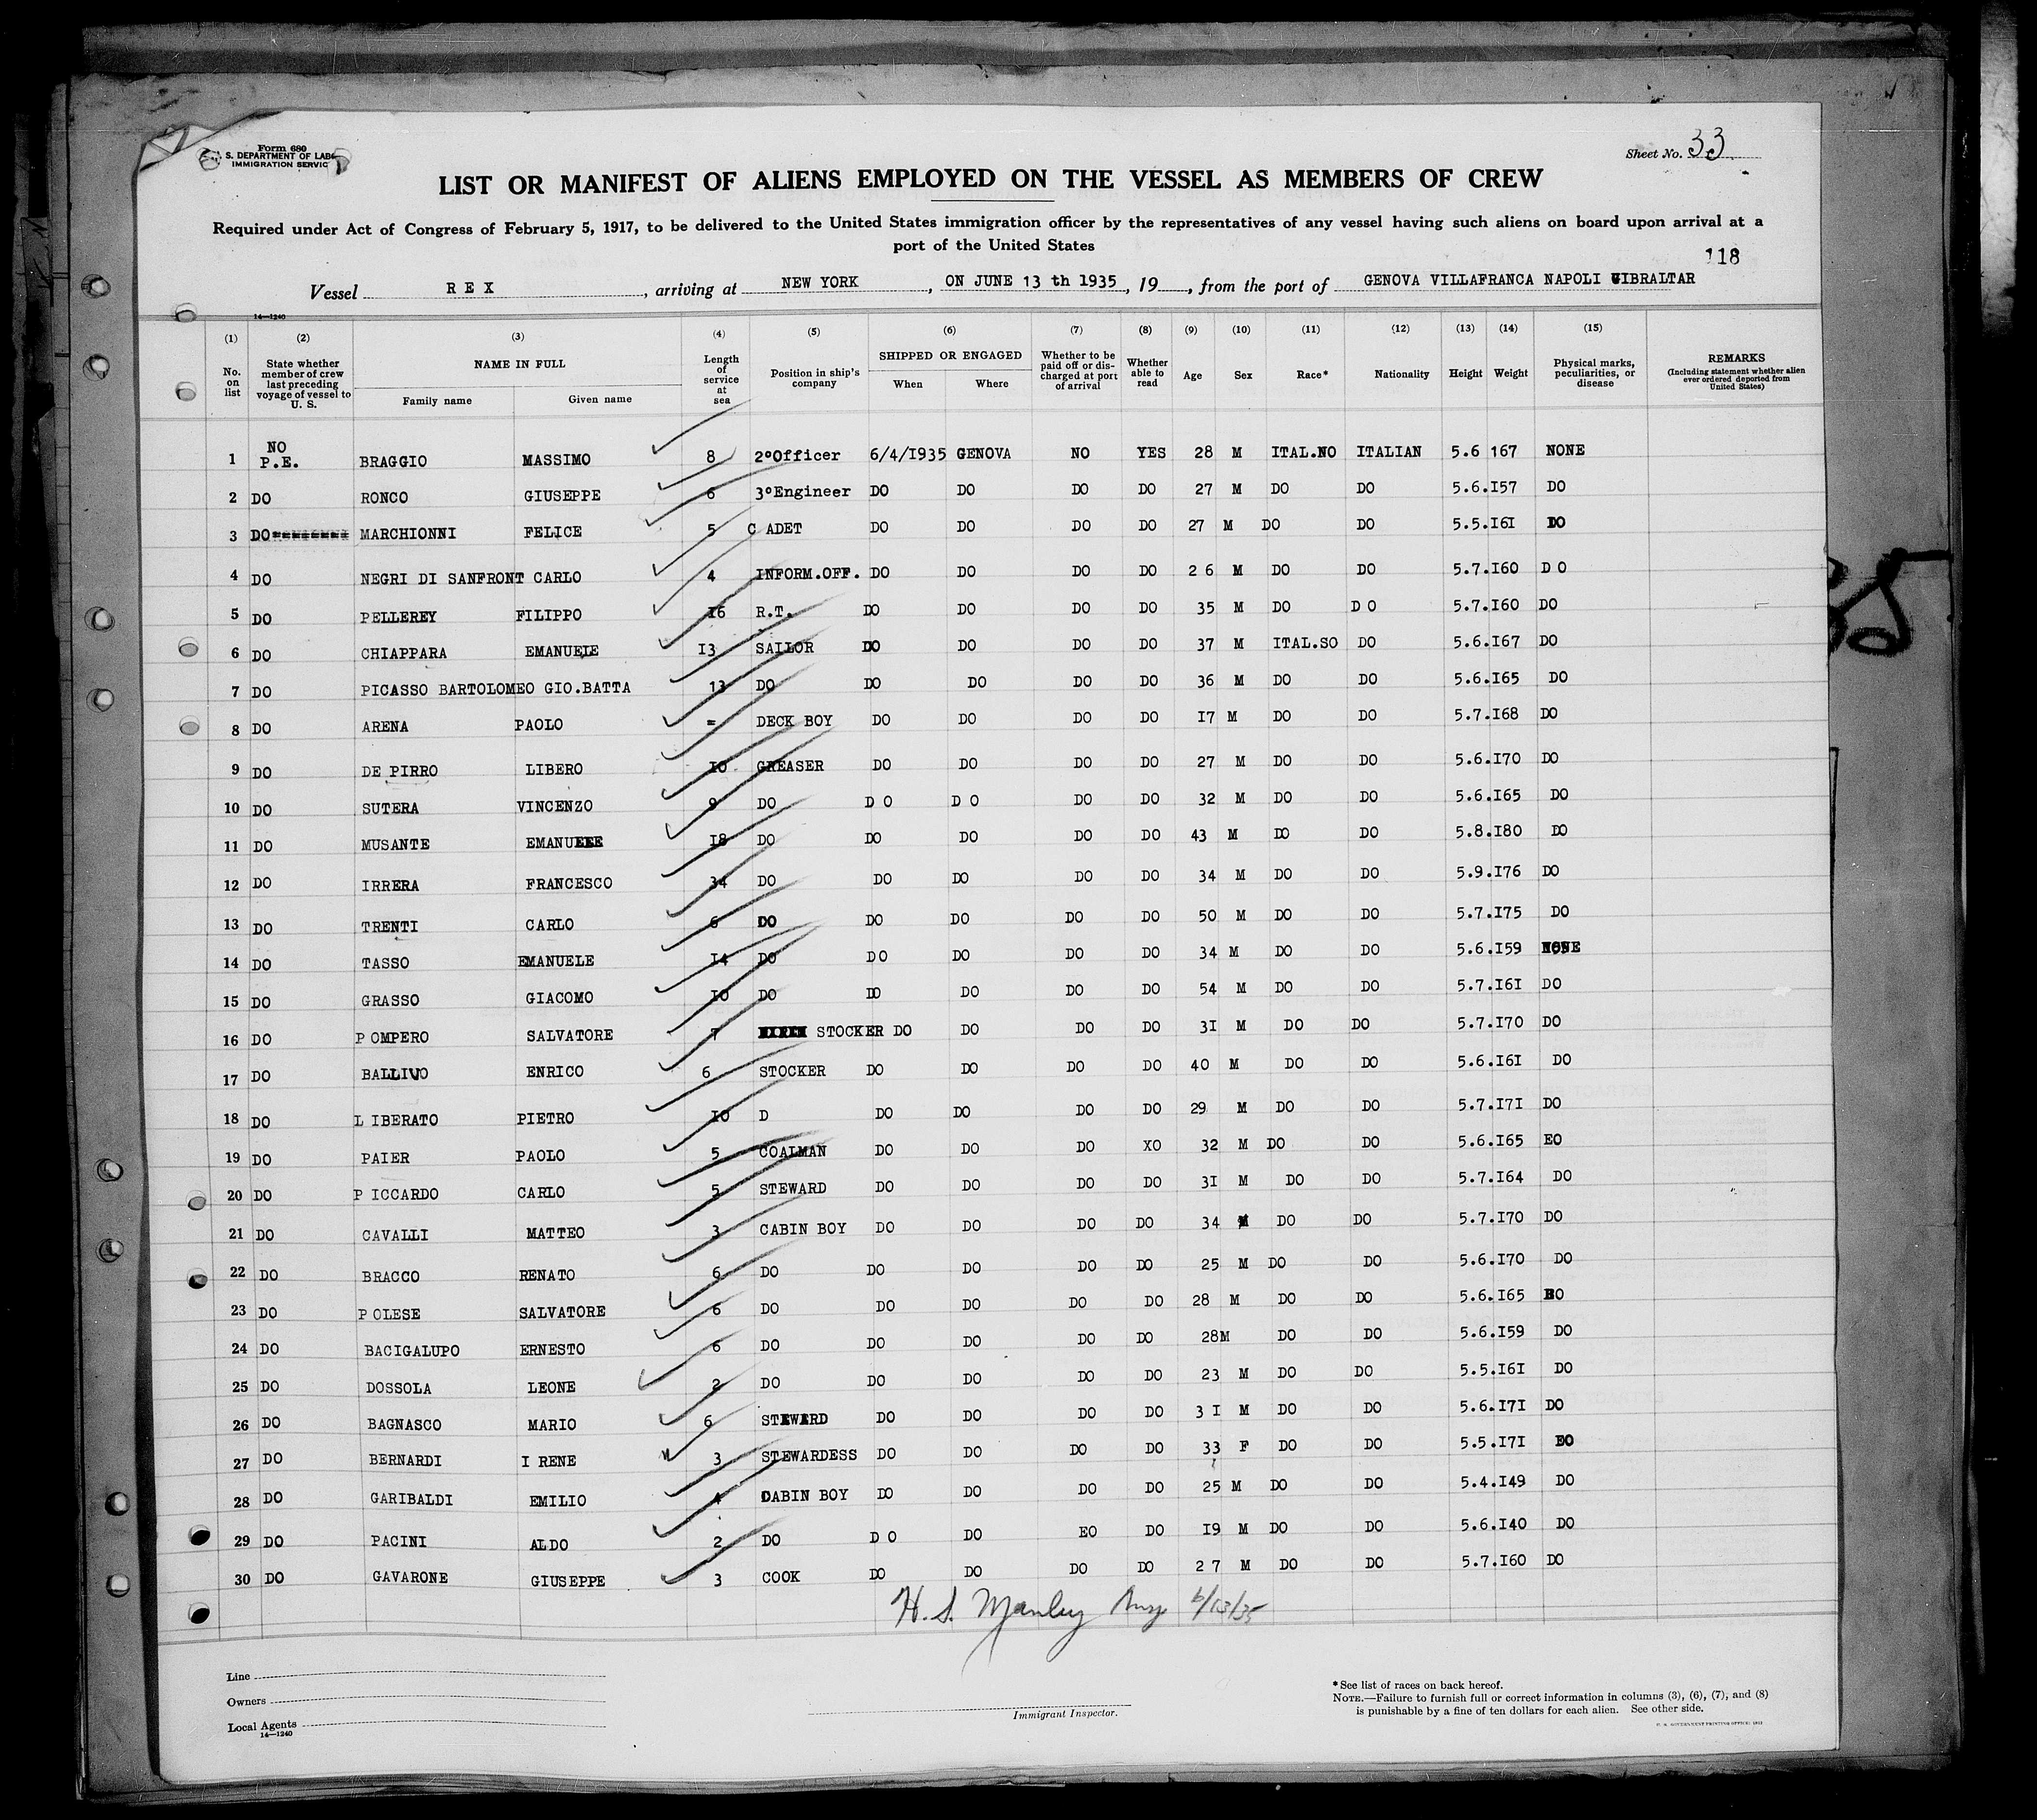 Form 680
S. DEPARTMENT OF LAB
IMMIGRATION SERVIC
Sheet No. 33
LIST OR MANIFEST OF ALIENS EMPLOYED ON THE VESSEL AS MEMBERS OF CREW
Required under Act of Congress of February 5, 1917, to be delivered to the United States immigration officer by the representatives of any vessel having such aliens on board upon arrival at a
port of the United States
118
Vessel R E X, arriving at NEW YORK, ON JUNE 13 th 1935, 19, from the port of GENOVA VILLAFRANCA NAPOLI GIBRALTAR
14—1240
(1) (2) (3) (4) (5) (6) (7) (8) (9) (10) (11) (12) (13) (14) (15)
No. on list State whether member of crew last preceding voyage of vessel to U. S. NAME IN FULL Family name Given name Length of service at sea Position in ship's company SHIPPED OR ENGAGED When Where Whether to be paid off or discharged at port of arrival Whether able to read Age Sex Race* Nationality Height Weight Physical marks, peculiarities, or disease REMARKS (Including statement whether alien ever ordered deported from United States)
1 NO P.E. BRAGGIO MASSIMO 8 2ºOfficer 6/4/I935 GENOVA NO YES 28 M ITAL.NO ITALIAN 5.6 167 NONE
2 DO RONCO GIUSEPPE 6 3ºEngineer DO DO DO DO 27 M DO DO 5.6.I57 DO
3 DO MARCHIONNI FELICE 5 C ADET DO DO DO DO 27 M DO DO 5.5.I6I DO
4 DO NEGRI DI SANFRONT CARLO 4 INFORM.OFF. DO DO DO DO 2 6 M DO DO 5.7.I60 D O
5 DO PELLEREY FILIPPO I6 R.T. DO DO DO DO 35 M DO D O 5.7.I60 DO
6 DO CHIAPPARA EMANUELE I3 SAILOR DO DO DO DO 37 M ITAL.SO DO 5.6.I67 DO
7 DO PICASSO BARTOLOMEO GIO.BATTA 13 DO DO DO DO DO 36 M DO DO 5.6.I65 DO
8 DO ARENA PAOLO = DECK BOY DO DO DO DO I7 M DO DO 5.7.I68 DO
9 DO DE PIRRO LIBERO IO GREASER DO DO DO DO 27 M DO DO 5.6.I70 DO
10 DO SUTERA VINCENZO 9 DO D O D O DO DO 32 M DO DO 5.6.I65 DO
11 DO MUSANTE EMANUELE I8 DO DO DO DO DO 43 M DO DO 5.8.I80 DO
12 DO IRRERA FRANCESCO 34 DO DO DO DO DO 34 M DO DO 5.9.I76 DO
13 DO TRENTI CARLO 6 DO DO DO DO DO 50 M DO DO 5.7.I75 DO
14 DO TASSO EMANUELE I4 DO DO DO DO DO 34 M DO DO 5.6.I59 NONE
15 DO GRASSO GIACOMO IO DO DO DO DO DO 54 M DO DO 5.7.I6I DO
16 DO P OMPERO SALVATORE 7 STOCKER DO DO DO DO 3I M DO DO 5.7.I70 DO
17 DO BALLIVO ENRICO 6 STOCKER DO DO DO DO 40 M DO DO 5.6.I6I DO
18 DO L IBERATO PIETRO IO D DO DO DO DO 29 M DO DO 5.7.I7I DO
19 DO PAIER PAOLO 5 COALMAN DO DO DO XO 32 M DO DO 5.6.I65 EO
20 DO P ICCARDO CARLO 5 STEWARD DO DO DO DO 3I M DO DO 5.7.I64 DO
21 DO CAVALLI MATTEO 3 CABIN BOY DO DO DO DO 34 M DO DO 5.7.I70 DO
22 DO BRACCO RENATO 6 DO DO DO DO DO 25 M DO DO 5.6.I70 DO
23 DO P OLESE SALVATORE 6 DO DO DO DO DO 28 M DO DO 5.6.I65 DO
24 DO BACIGALUPO ERNESTO 6 DO DO DO DO DO 28M DO DO 5.6.I59 DO
25 DO DOSSOLA LEONE 2 DO DO DO DO DO 23 M DO DO 5.5.I6I DO
26 DO BAGNASCO MARIO 6 STEWARD DO DO DO DO 3 I M DO DO 5.6.I7I DO
27 DO BERNARDI I RENE 3 STEWARDESS DO DO DO DO 33 F DO DO 5.5.I7I DO
28 DO GARIBALDI EMILIO 4 CABIN BOY DO DO DO DO 25 M DO DO 5.4.I49 DO
29 DO PACINI ALDO 2 DO D O DO EO DO I9 M DO DO 5.6.I40 DO
30 DO GAVARONE GIUSEPPE 3 COOK DO DO DO DO 2 7 M DO DO 5.7.I60 DO
H. S. Manley 6/13/35
Line
Owners
Local Agents
14—1240
Immigrant Inspector.
*See list of races on back hereof.
NOTE.—Failure to furnish full or correct information in columns (3), (6), (7), and (8)
is punishable by a fine of ten dollars for each alien. See other side.